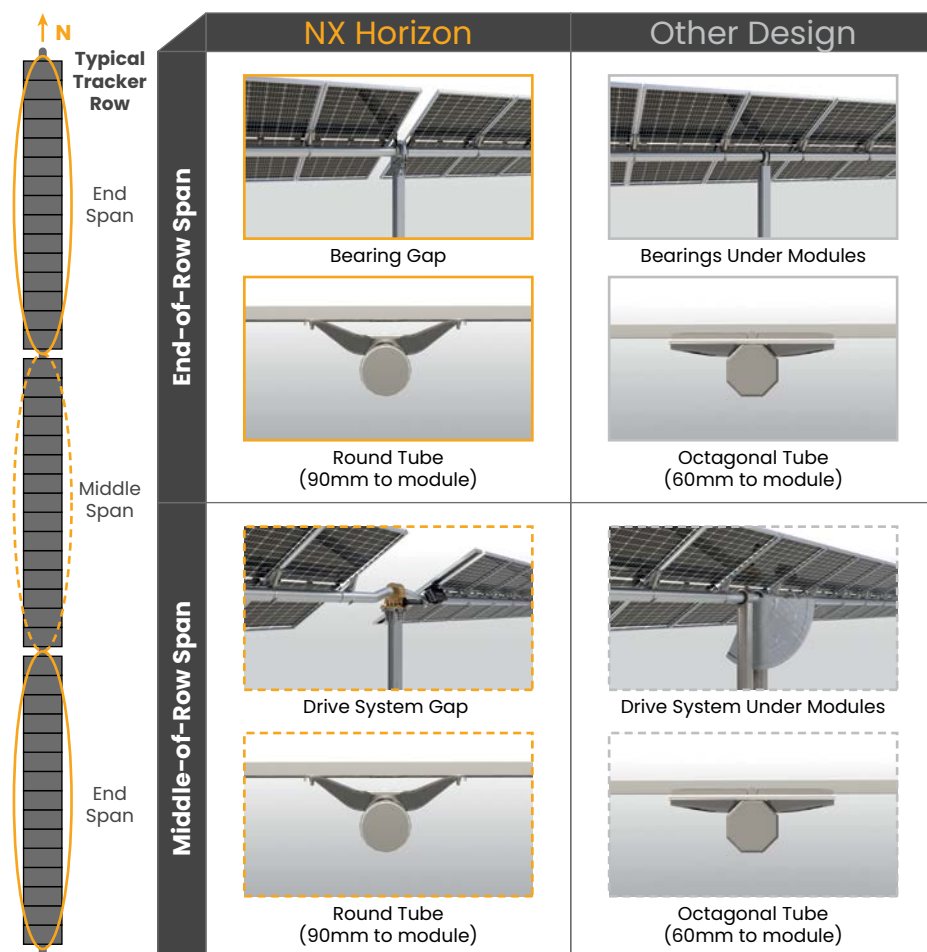 N
Typical
Tracker
Row
End
Span
Middle
Span
End
Span
NX Horizon
Other Design
End-of-Row Span
Bearing Gap
Bearings Under Modules
Round Tube
(90mm to module)
Octagonal Tube
(60mm to module)
Middle-of-Row Span
Drive System Gap
Drive System Under Modules
Round Tube
(90mm to module)
Octagonal Tube
(60mm to module)